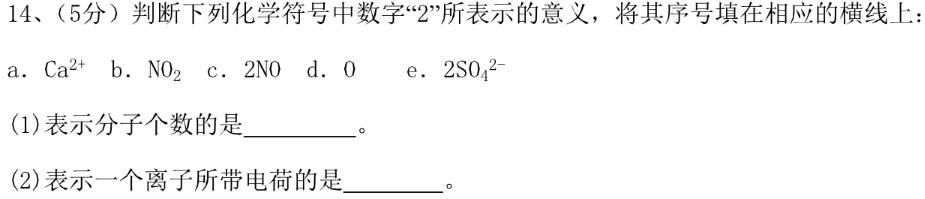 14、（5分）判断下列化学符号中数字“2”所表示的意义，将其序号填在相应的横线上：
a．Ca²⁺ b．NO₂ c．2NO d．O e．2SO₄²⁻
(1)表示分子个数的是________。
(2)表示一个离子所带电荷的是________。